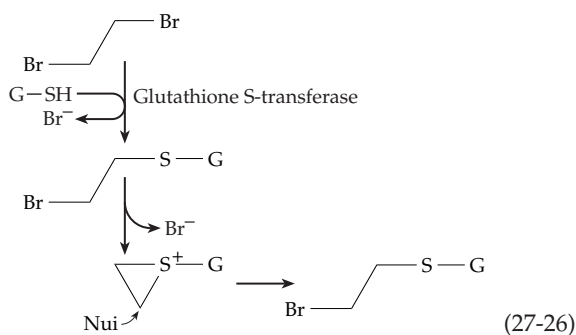 Br
Br
G—SH
Glutathione S-transferase
Br⁻
S—G
Br
Br⁻
S⁺—G
S—G
Br
Nui
(27-26)